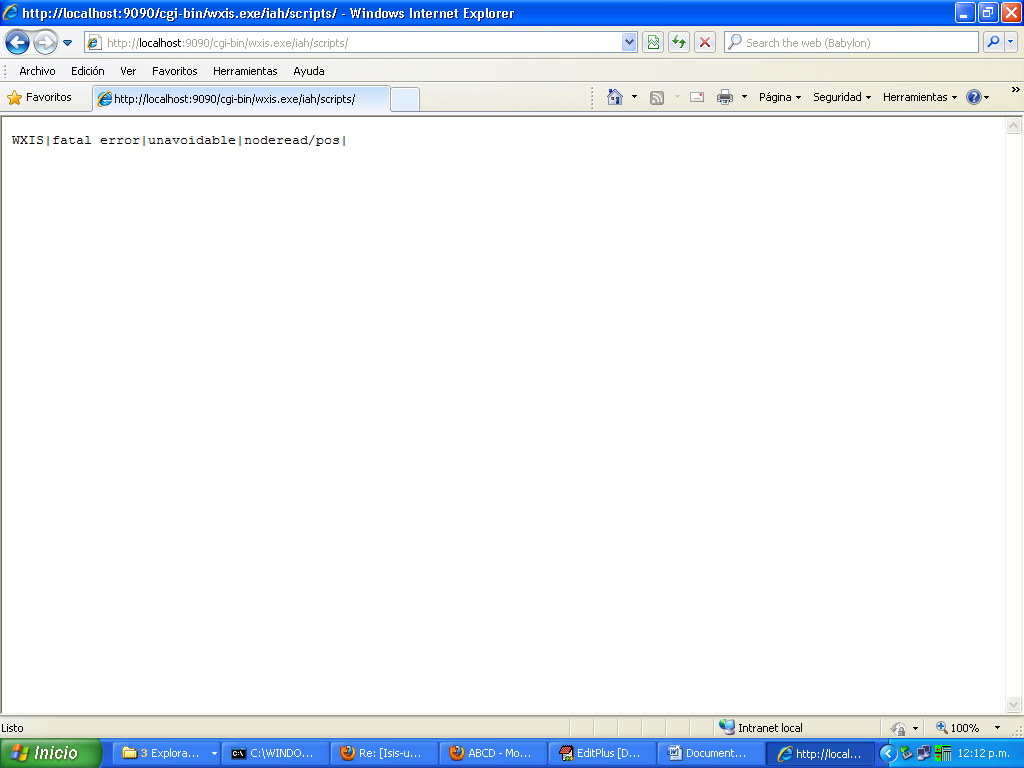 http://localhost:9090/cgi-bin/wxis.exe/iah/scripts/ - Windows Internet Explorer
http://localhost:9090/cgi-bin/wxis.exe/iah/scripts/ Search the web (Babylon)
Archivo Edición Ver Favoritos Herramientas Ayuda
Favoritos http://localhost:9090/cgi-bin/wxis.exe/iah/scripts/ Página Seguridad Herramientas »
WXIS|fatal error|unavoidable|noderead/pos|
Listo Intranet local 100%
Inicio 3 Explora... C:\WINDO... Re: [Isis-u... ABCD - Mo... EditPlus [D... Document... http://local... 12:12 p.m.